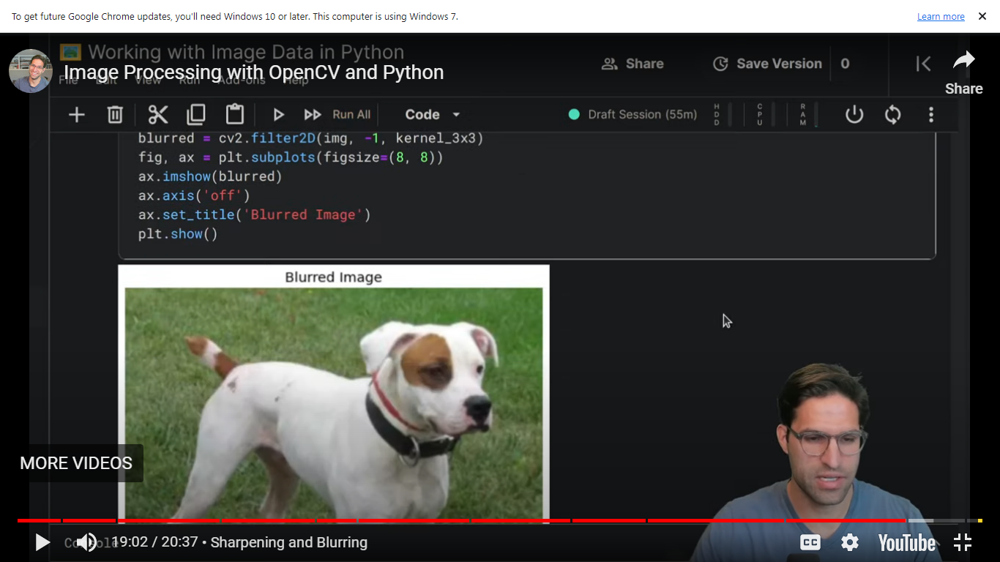 To get future Google Chrome updates, you'll need Windows 10 or later. This computer is using Windows 7.
Learn more
Working with Image Data in Python
Image Processing with OpenCV and Python
File Edit View Run Add-ons Help
Share
Save Version
0
Share
Run All
Code
Draft Session (55m)
HDD
CPU
RAM
blurred = cv2.filter2D(img, -1, kernel_3x3)
fig, ax = plt.subplots(figsize=(8, 8))
ax.imshow(blurred)
ax.axis('off')
ax.set_title('Blurred Image')
plt.show()
Blurred Image
MORE VIDEOS
Console
19:02 / 20:37 • Sharpening and Blurring
CC
YouTube